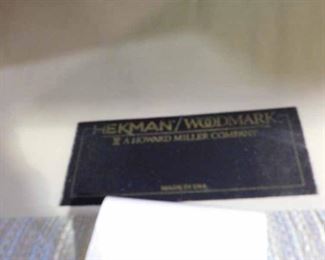 HEKMAN/WOODMARK
A HOWARD MILLER COMPANY
MADE IN USA